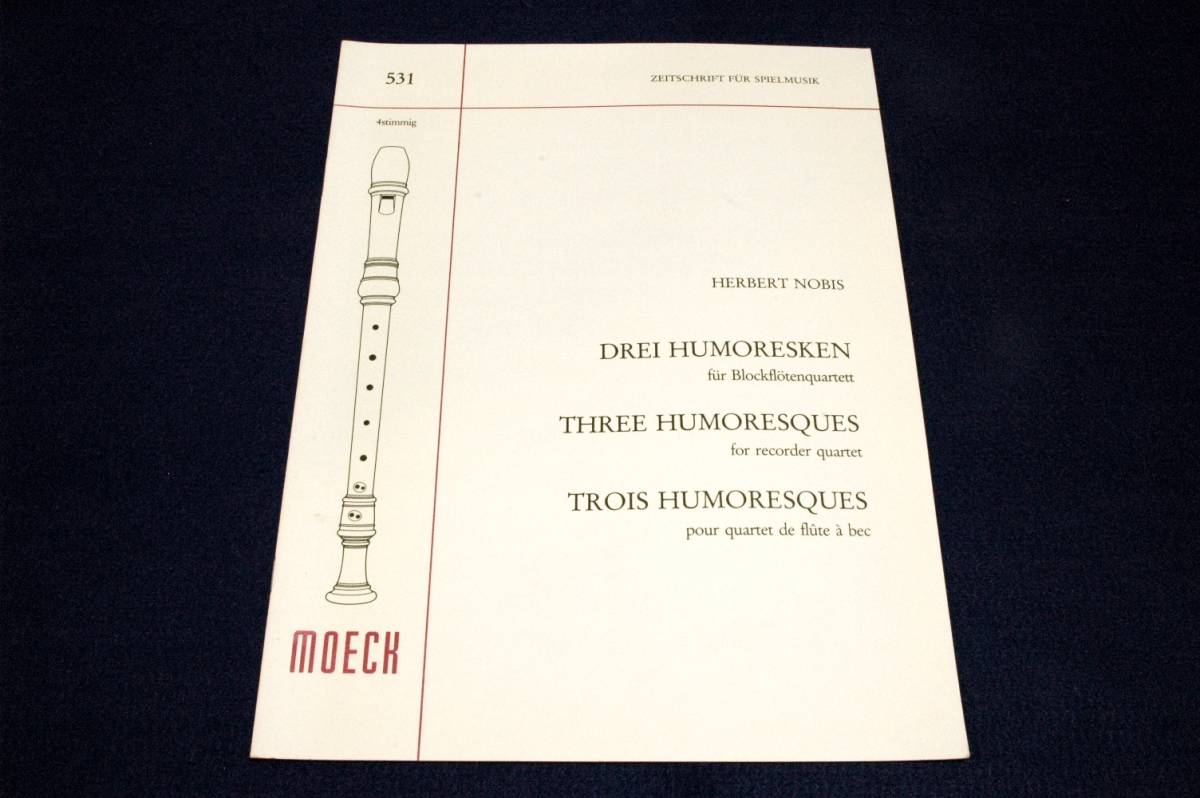 531
ZEITSCHRIFT FÜR SPIELMUSIK
4stimmig
HERBERT NOBIS
DREI HUMORESKEN
für Blockflötenquartett
THREE HUMORESQUES
for recorder quartet
TROIS HUMORESQUES
pour quartet de flûte à bec
MOECK